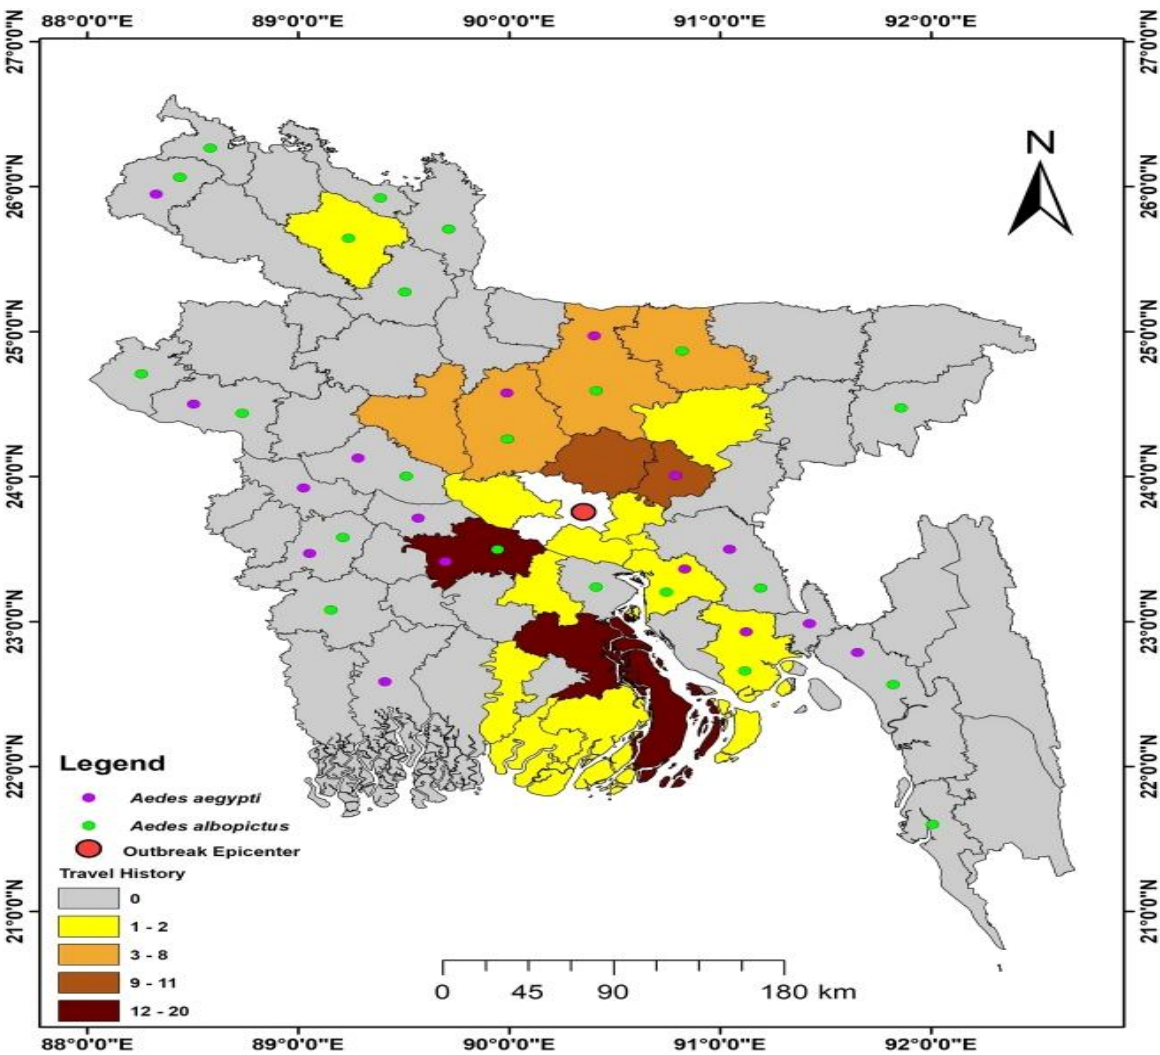 88°0'0"E 89°0'0"E 90°0'0"E 91°0'0"E 92°0'0"E
27°0'0"N 27°0'0"N
N
26°0'0"N 26°0'0"N
25°0'0"N 25°0'0"N
24°0'0"N 24°0'0"N
23°0'0"N 23°0'0"N
22°0'0"N 22°0'0"N
21°0'0"N 21°0'0"N
Legend
Aedes aegypti
Aedes albopictus
Outbreak Epicenter
Travel History
0
1 - 2
3 - 8
9 - 11
12 - 20
0 45 90 180 km
88°0'0"E 89°0'0"E 90°0'0"E 91°0'0"E 92°0'0"E